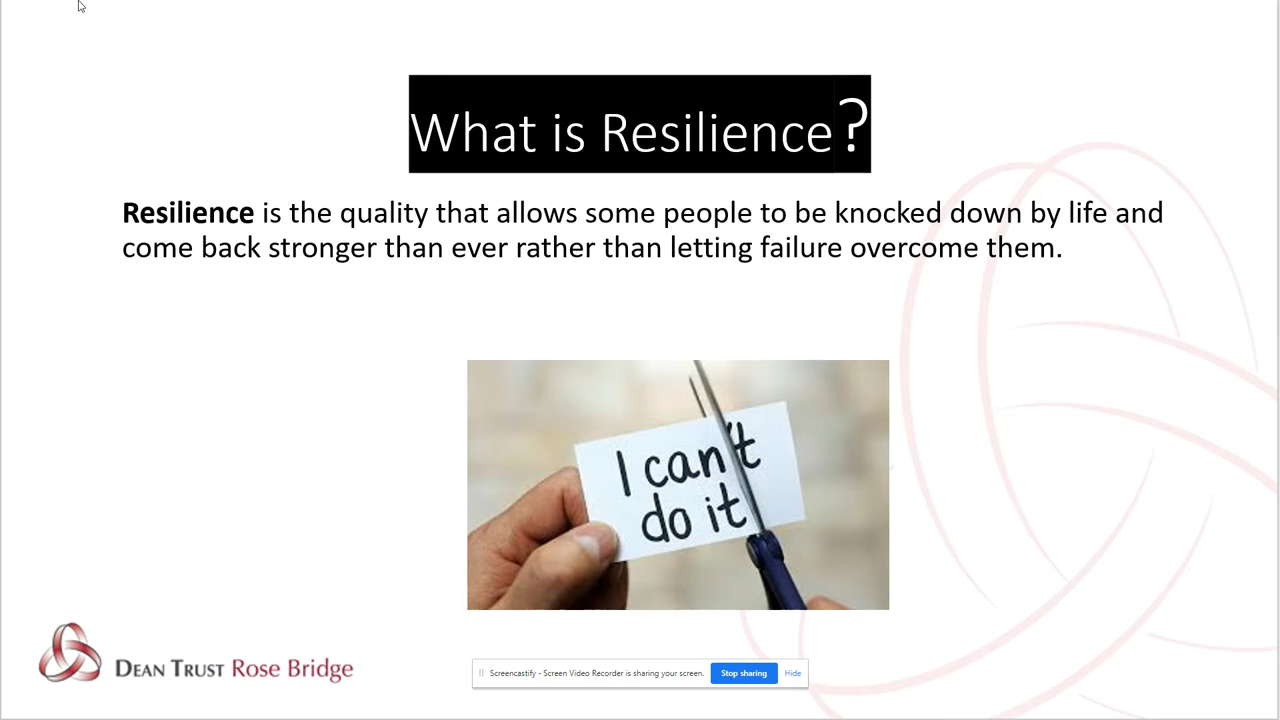 What is Resilience?
Resilience is the quality that allows some people to be knocked down by life and
come back stronger than ever rather than letting failure overcome them.
I can't
do it
DEAN TRUST Rose Bridge
Screencastify - Screen Video Recorder is sharing your screen. Stop sharing Hide